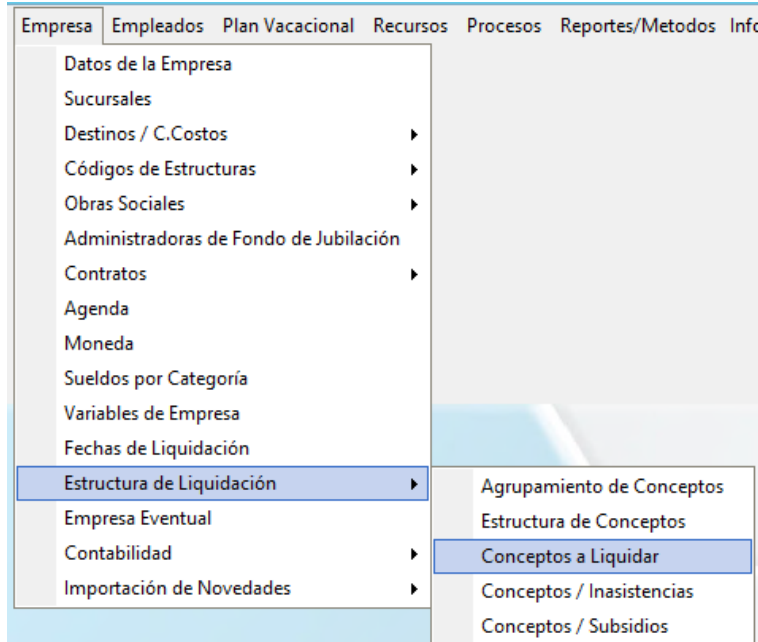 Empresa Empleados Plan Vacacional Recursos Procesos Reportes/Metodos
Datos de la Empresa
Sucursales
Destinos / C.Costos
Códigos de Estructuras
Obras Sociales
Administradoras de Fondo de Jubilación
Contratos
Agenda
Moneda
Sueldos por Categoría
Variables de Empresa
Fechas de Liquidación
Estructura de Liquidación
Empresa Eventual
Contabilidad
Importación de Novedades
Agrupamiento de Conceptos
Estructura de Conceptos
Conceptos a Liquidar
Conceptos / Inasistencias
Conceptos / Subsidios